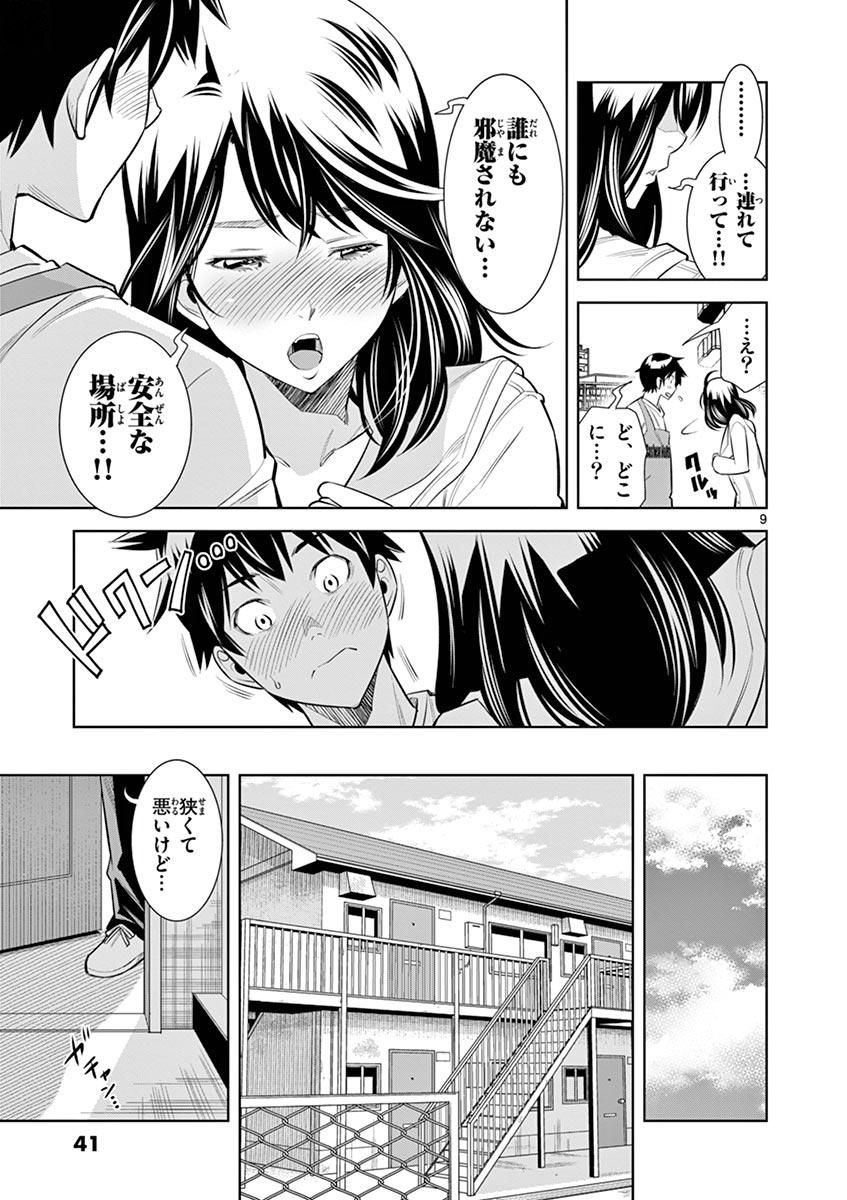 ………
…連れて
行って…!!
…え?
ど、どこ
に…?
クルッ
9
誰にも
邪魔されない…
安全な
場所…!!
ドクーン…。。。
狭くて
悪いけど…
ガチャン…
41